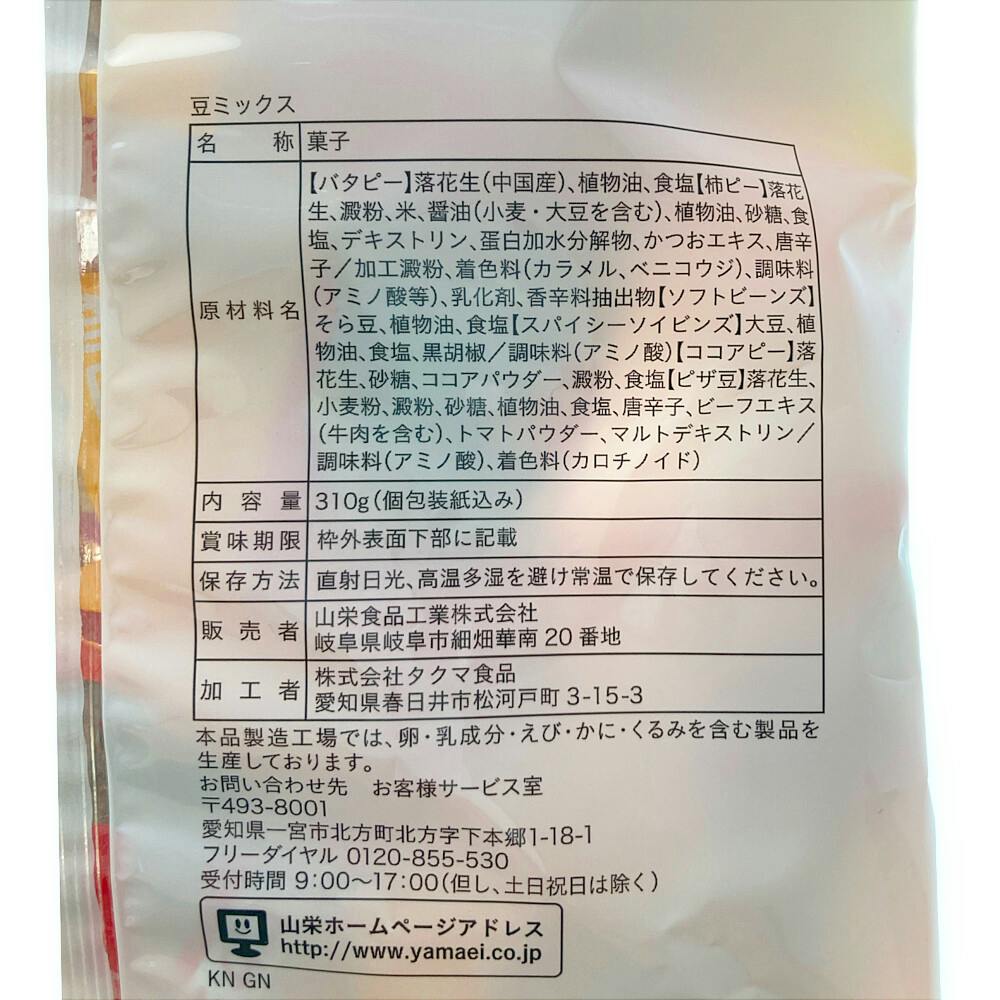 豆ミックス
名称 菓子
原材料名 【バタピー】落花生(中国産)、植物油、食塩【柿ピー】落花
生、澱粉、米、醤油(小麦・大豆を含む)、植物油、砂糖、食
塩、デキストリン、蛋白加水分解物、かつおエキス、唐辛
子／加工澱粉、着色料(カラメル、ベニコウジ)、調味料
(アミノ酸等)、乳化剤、香辛料抽出物【ソフトビーンズ】
そら豆、植物油、食塩【スパイシーソイビンズ】大豆、植
物油、食塩、黒胡椒／調味料(アミノ酸)【ココアピー】落
花生、砂糖、ココアパウダー、澱粉、食塩【ピザ豆】落花生、
小麦粉、澱粉、砂糖、植物油、食塩、唐辛子、ビーフエキス
(牛肉を含む)、トマトパウダー、マルトデキストリン／
調味料(アミノ酸)、着色料(カロチノイド)
内容量 310g(個包装紙込み)
賞味期限 枠外表面下部に記載
保存方法 直射日光、高温多湿を避け常温で保存してください。
販売者 山栄食品工業株式会社
岐阜県岐阜市細畑華南 20 番地
加工者 株式会社タクマ食品
愛知県春日井市松河戸町 3-15-3
本品製造工場では、卵・乳成分・えび・かに・くるみを含む製品を
生産しております。
お問い合わせ先 お客様サービス室
〒493-8001
愛知県一宮市北方町北方字下本郷1-18-1
フリーダイヤル 0120-855-530
受付時間 9:00〜17:00(但し、土日祝日は除く)
山栄ホームページアドレス
http://www.yamaei.co.jp
KN GN